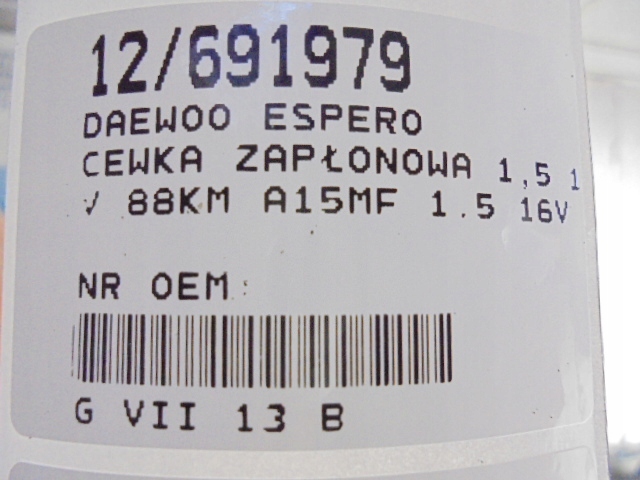 12/691979
DAEWOO ESPERO
CEWKA ZAPŁONOWA 1,5 1
√ 88KM A15MF 1.5 16V
NR OEM:
G VII 13 B